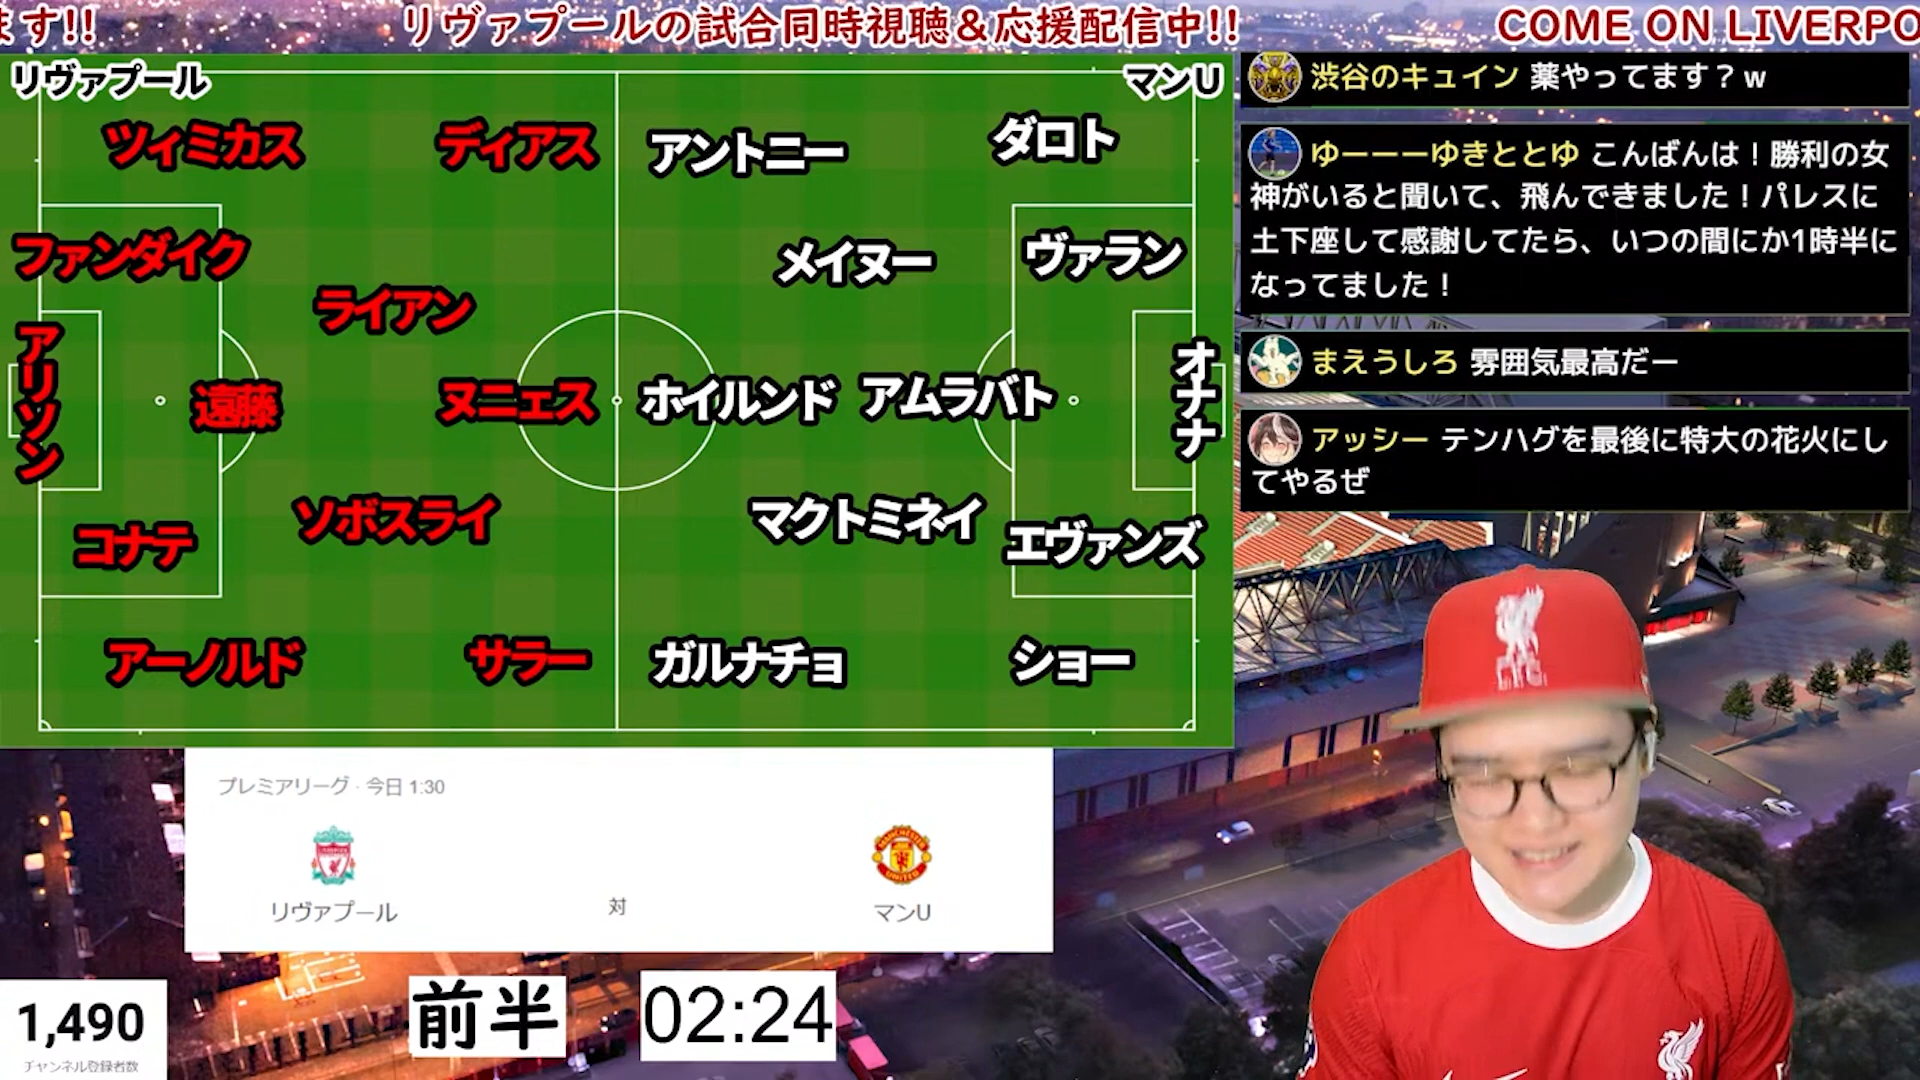 ます!!
リヴァプールの試合同時視聴＆応援配信中!!
COME ON LIVERPO
リヴァプール
マンU
ツィミカス
ディアス
アントニー
ダロト
ファンダイク
ライアン
メイヌー
ヴァラン
アリソン
遠藤
ヌニェス
ホイルンド
アムラバト
オナナ
コナテ
ソボスライ
マクトミネイ
エヴァンズ
アーノルド
サラー
ガルナチョ
ショー
渋谷のキュイン 薬やってます？w
ゆーーーゆきととゆ こんばんは！勝利の女
神がいると聞いて、飛んできました！パレスに
土下座して感謝してたら、いつの間にか1時半に
なってました！
まえうしろ 雰囲気最高だー
アッシー テンハグを最後に特大の花火にし
てやるぜ
プレミアリーグ · 今日 1:30
リヴァプール
対
マンU
1,490
チャンネル登録者数
前半
02:24